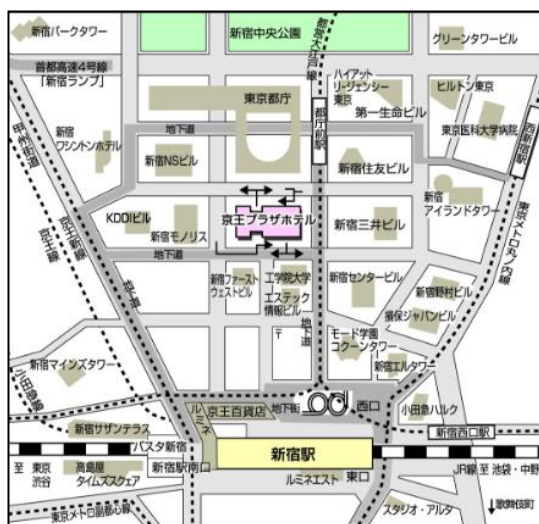 新宿パークタワー
新宿中央公園
都営大江戸線
グリーンタワービル
首都高速4号線
「新宿ランプ」
東京都庁
ハイアット
リージェンシー
東京
ヒルトン東京
第一生命ビル
都庁前駅
西新宿駅
甲州街道
新宿
ワシントンホテル
地下道
東京医科大学病院
新宿NSビル
新宿住友ビル
京王新線
京王線
KDDIビル
新宿モノリス
京王プラザホテル
新宿三井ビル
新宿
アイランドタワー
東京メトロ丸ノ内線
地下道
地下道
新宿ファースト
ウエストビル
工学院大学
エステック
情報ビル
新宿センタービル
新宿野村ビル
損保ジャパンビル
〒
地下道
モード学園
コクーンタワー
新宿エルタワー
新宿マインズタワー
小田急線
ルミネ
京王百貨店
地下街
西口
小田急ハルク
新宿サザンテラス
バスタ新宿
新宿西口駅
新宿駅
至 東京
渋谷
高島屋
タイムズスクェア
新宿駅南口
ルミネエスト
東口
JR線 至 池袋・中野
東京メトロ副都心線
スタジオ・アルタ
歌舞伎町